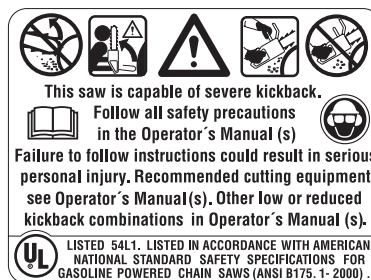 This saw is capable of severe kickback.
Follow all safety precautions
in the Operator´s Manual (s)
Failure to follow instructions could result in serious
personal injury. Recommended cutting equipment
see Operator´s Manual(s). Other low or reduced
kickback combinations in Operator´s Manual (s).
UL
LISTED 54L1. LISTED IN ACCORDANCE WITH AMERICAN
NATIONAL STANDARD SAFETY SPECIFICATIONS FOR
GASOLINE POWERED CHAIN SAWS (ANSI B175. 1- 2000) .